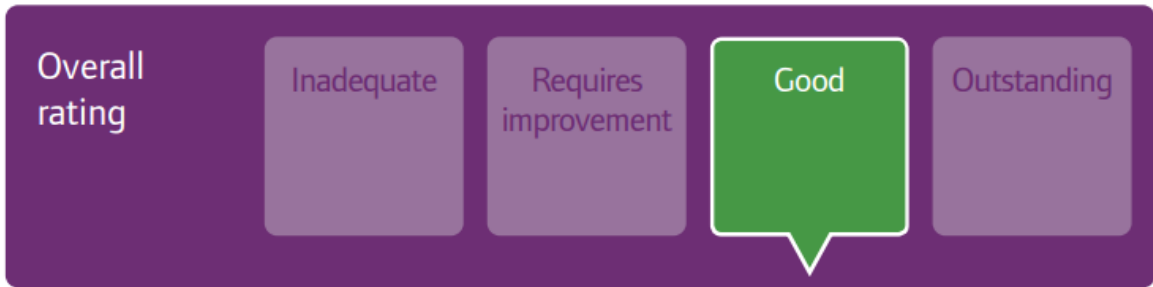 Overall
rating
Inadequate
Requires
improvement
Good
Outstanding